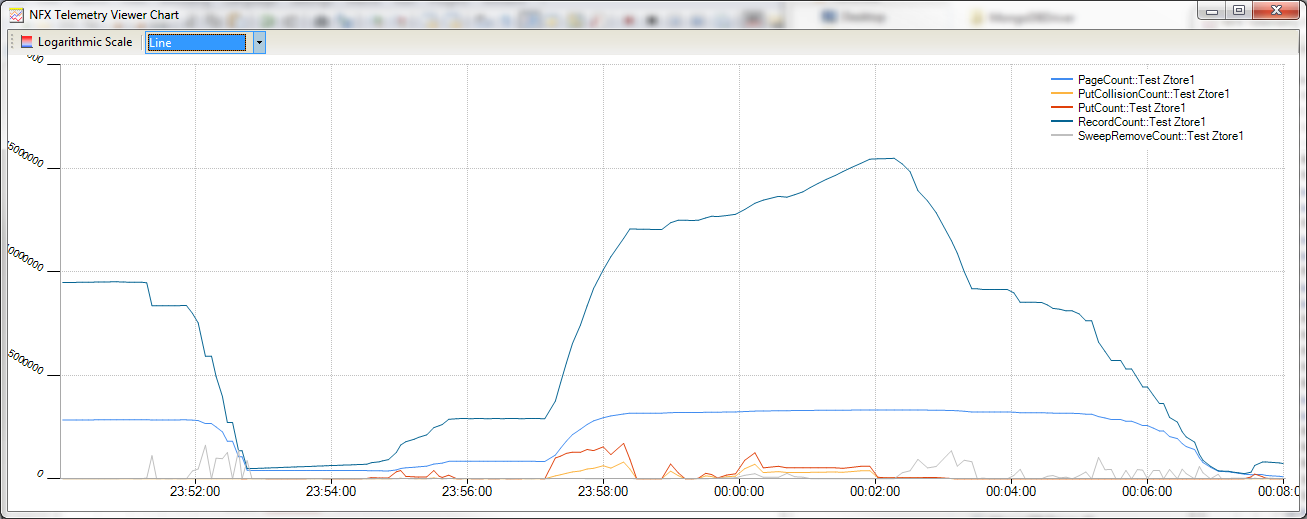 NFX Telemetry Viewer Chart
Logarithmic Scale Line
PageCount::Test Ztore1
PutCollisionCount::Test Ztore1
PutCount::Test Ztore1
RecordCount::Test Ztore1
SweepRemoveCount::Test Ztore1
5000000
0
23:52:00 23:54:00 23:56:00 23:58:00 00:00:00 00:02:00 00:04:00 00:06:00 00:08:0